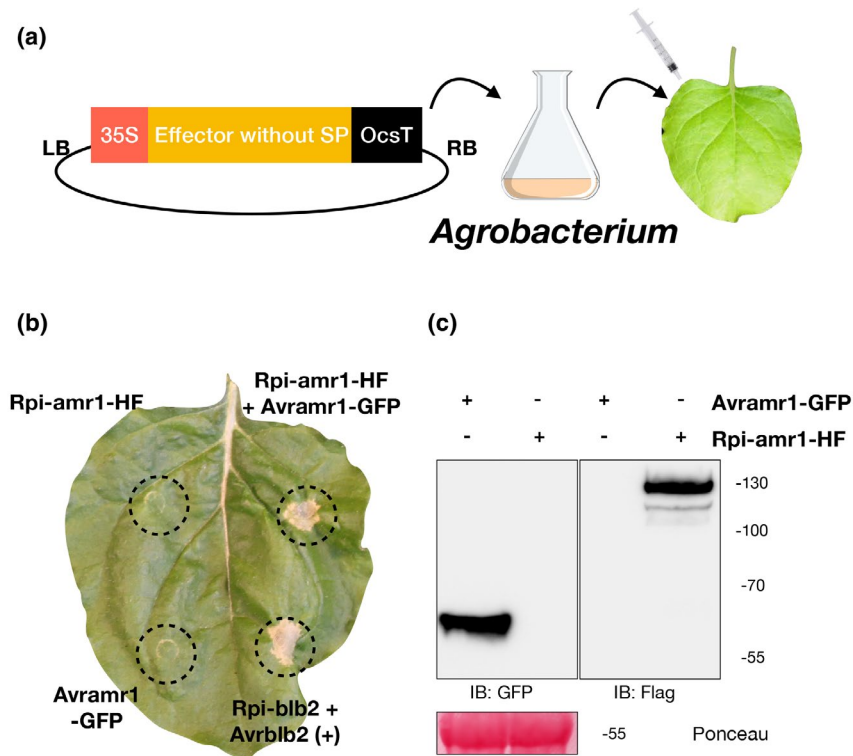 (a)
LB
35S
Effector without SP
OcsT
RB
Agrobacterium
(b)
Rpi-amr1-HF
Rpi-amr1-HF
+ Avramr1-GFP
Avramr1
-GFP
Rpi-blb2 +
Avrblb2 (+)
(c)
+ - + - Avramr1-GFP
- + - + Rpi-amr1-HF
-130
-100
-70
-55
IB: GFP
IB: Flag
-55
Ponceau